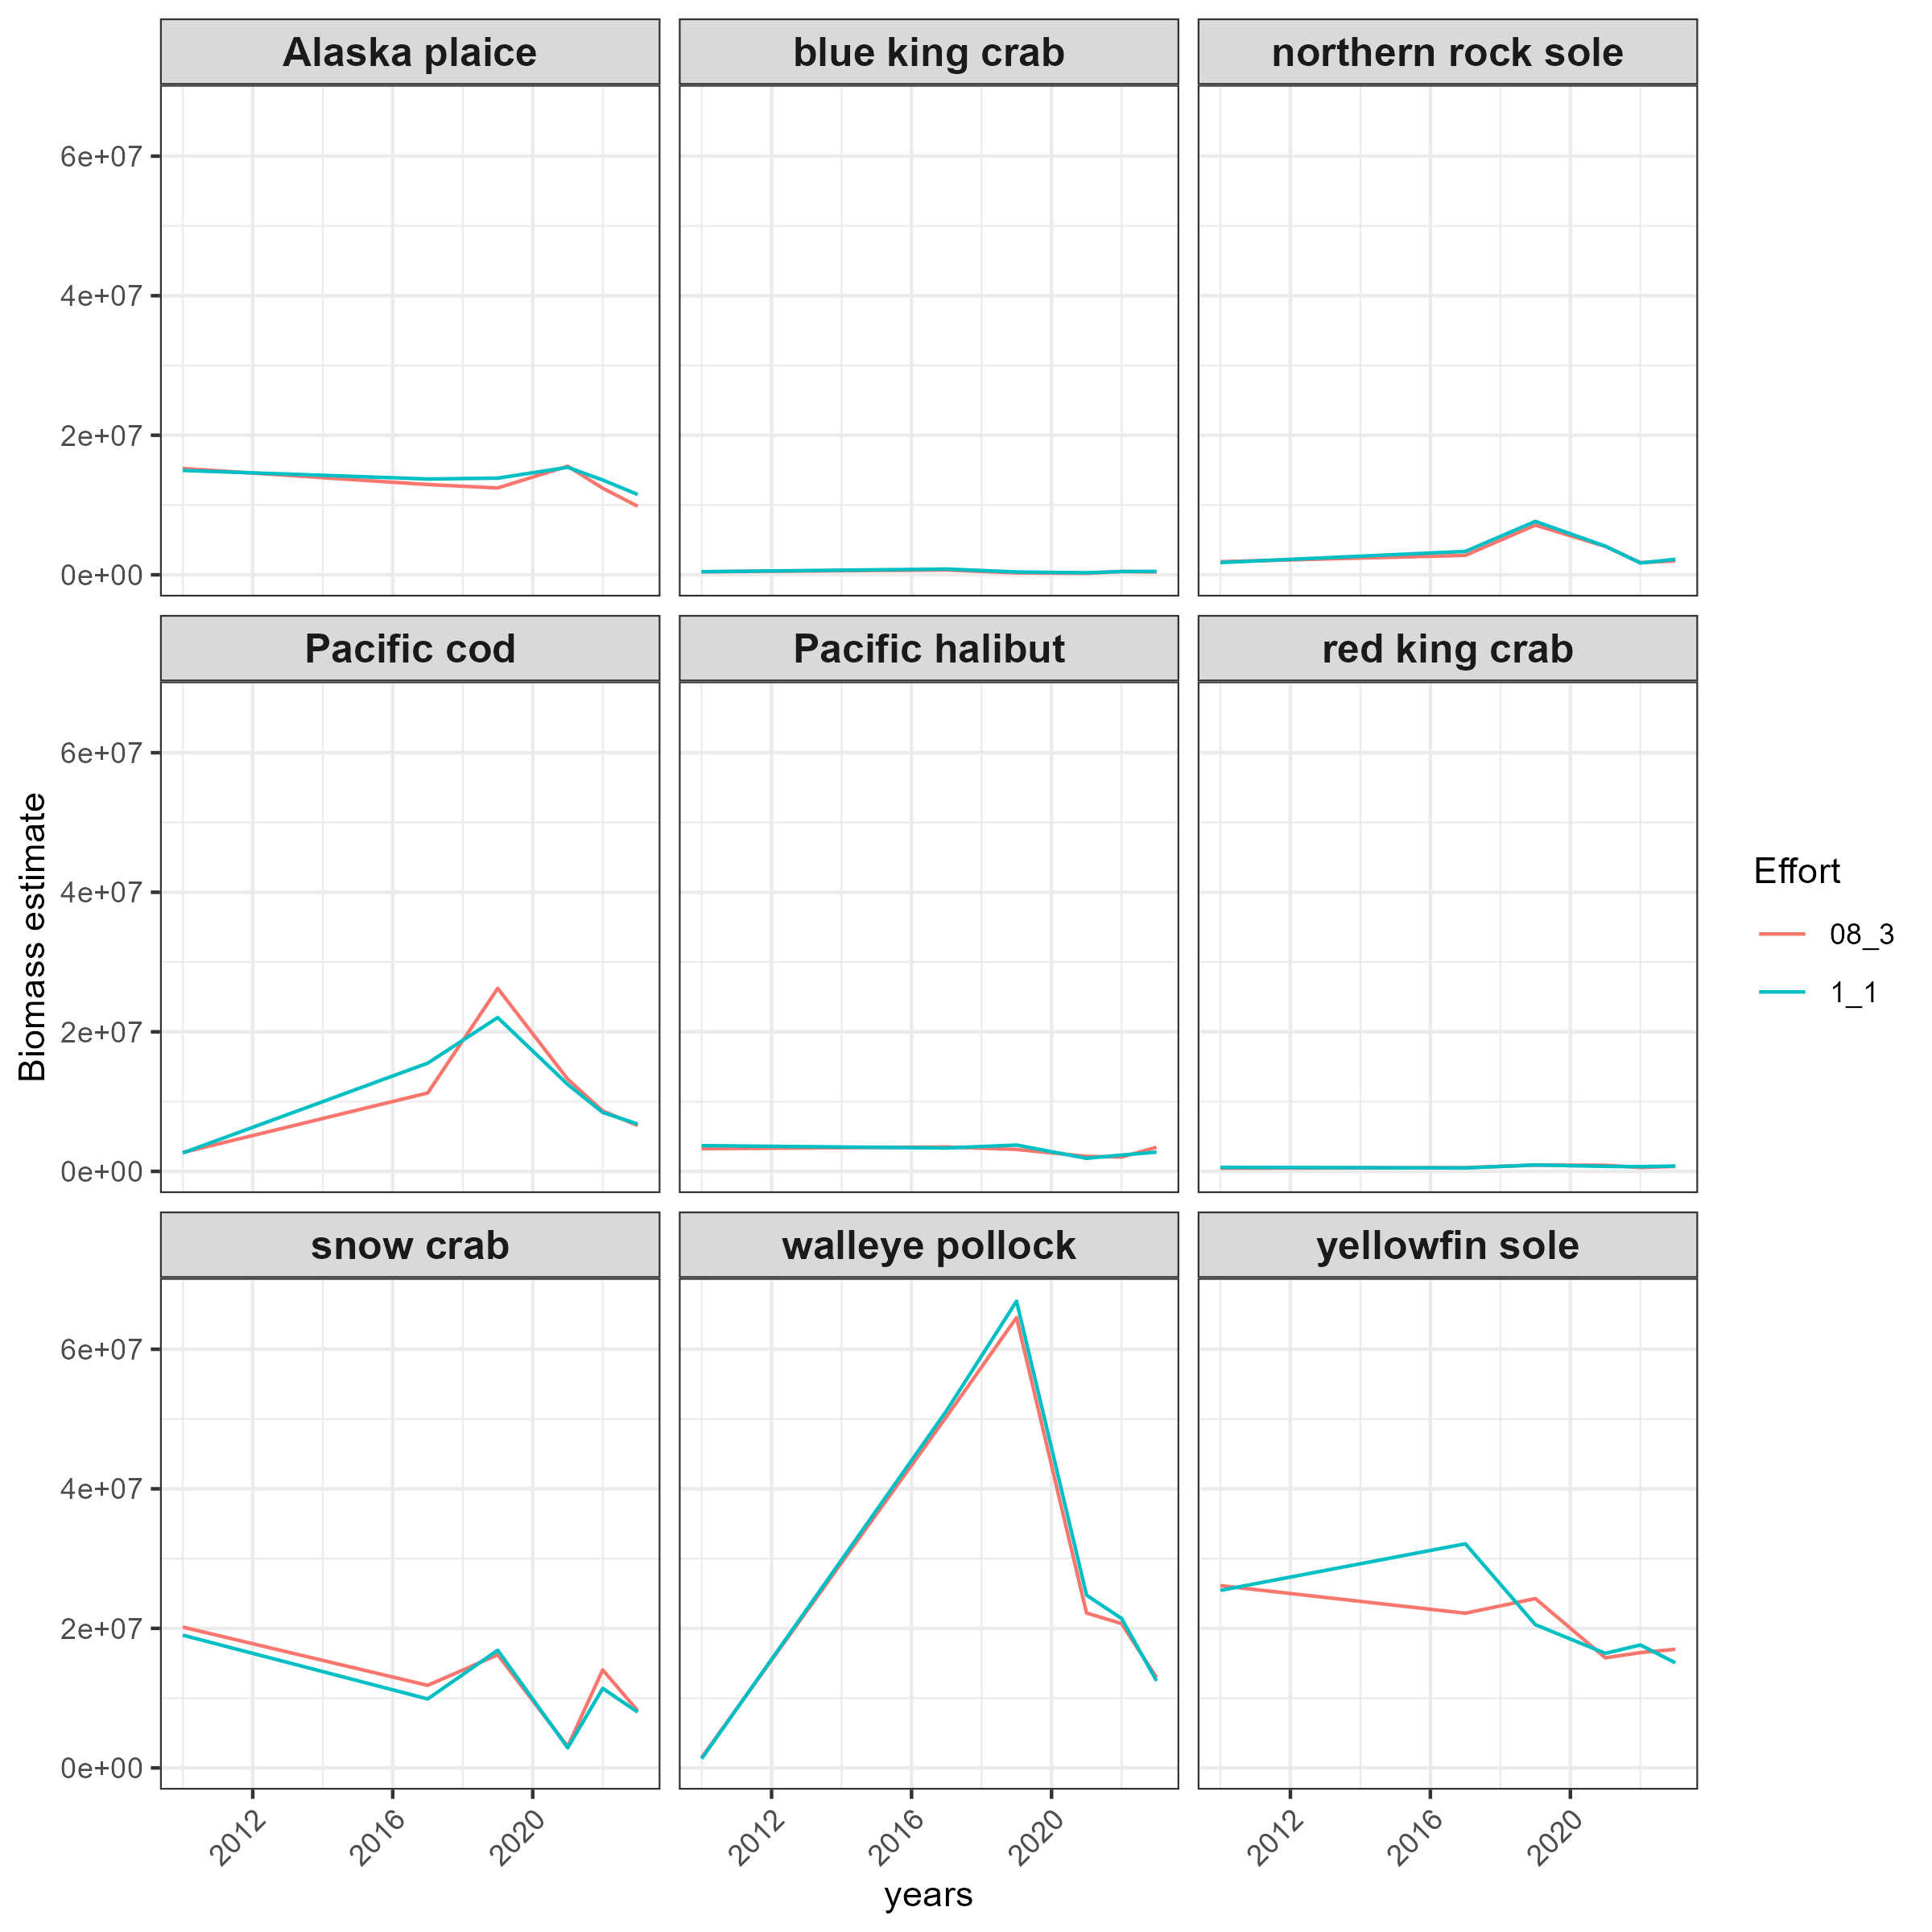 Alaska plaice
blue king crab
northern rock sole
6e+07
4e+07
2e+07
0e+00
Pacific cod
Pacific halibut
red king crab
6e+07
4e+07
2e+07
0e+00
snow crab
walleye pollock
yellowfin sole
6e+07
4e+07
2e+07
0e+00
2012 2016 2020
2012 2016 2020
2012 2016 2020
years
Biomass estimate
Effort
08_3
1_1